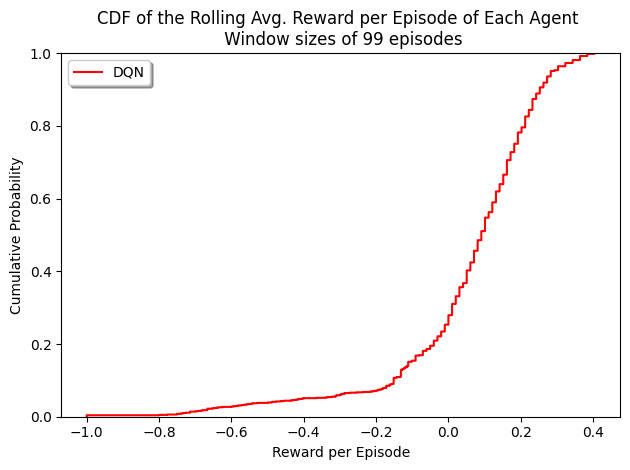 CDF of the Rolling Avg. Reward per Episode of Each Agent
Window sizes of 99 episodes
DQN
Cumulative Probability
1.0
0.8
0.6
0.4
0.2
0.0
−1.0 −0.8 −0.6 −0.4 −0.2 0.0 0.2 0.4
Reward per Episode